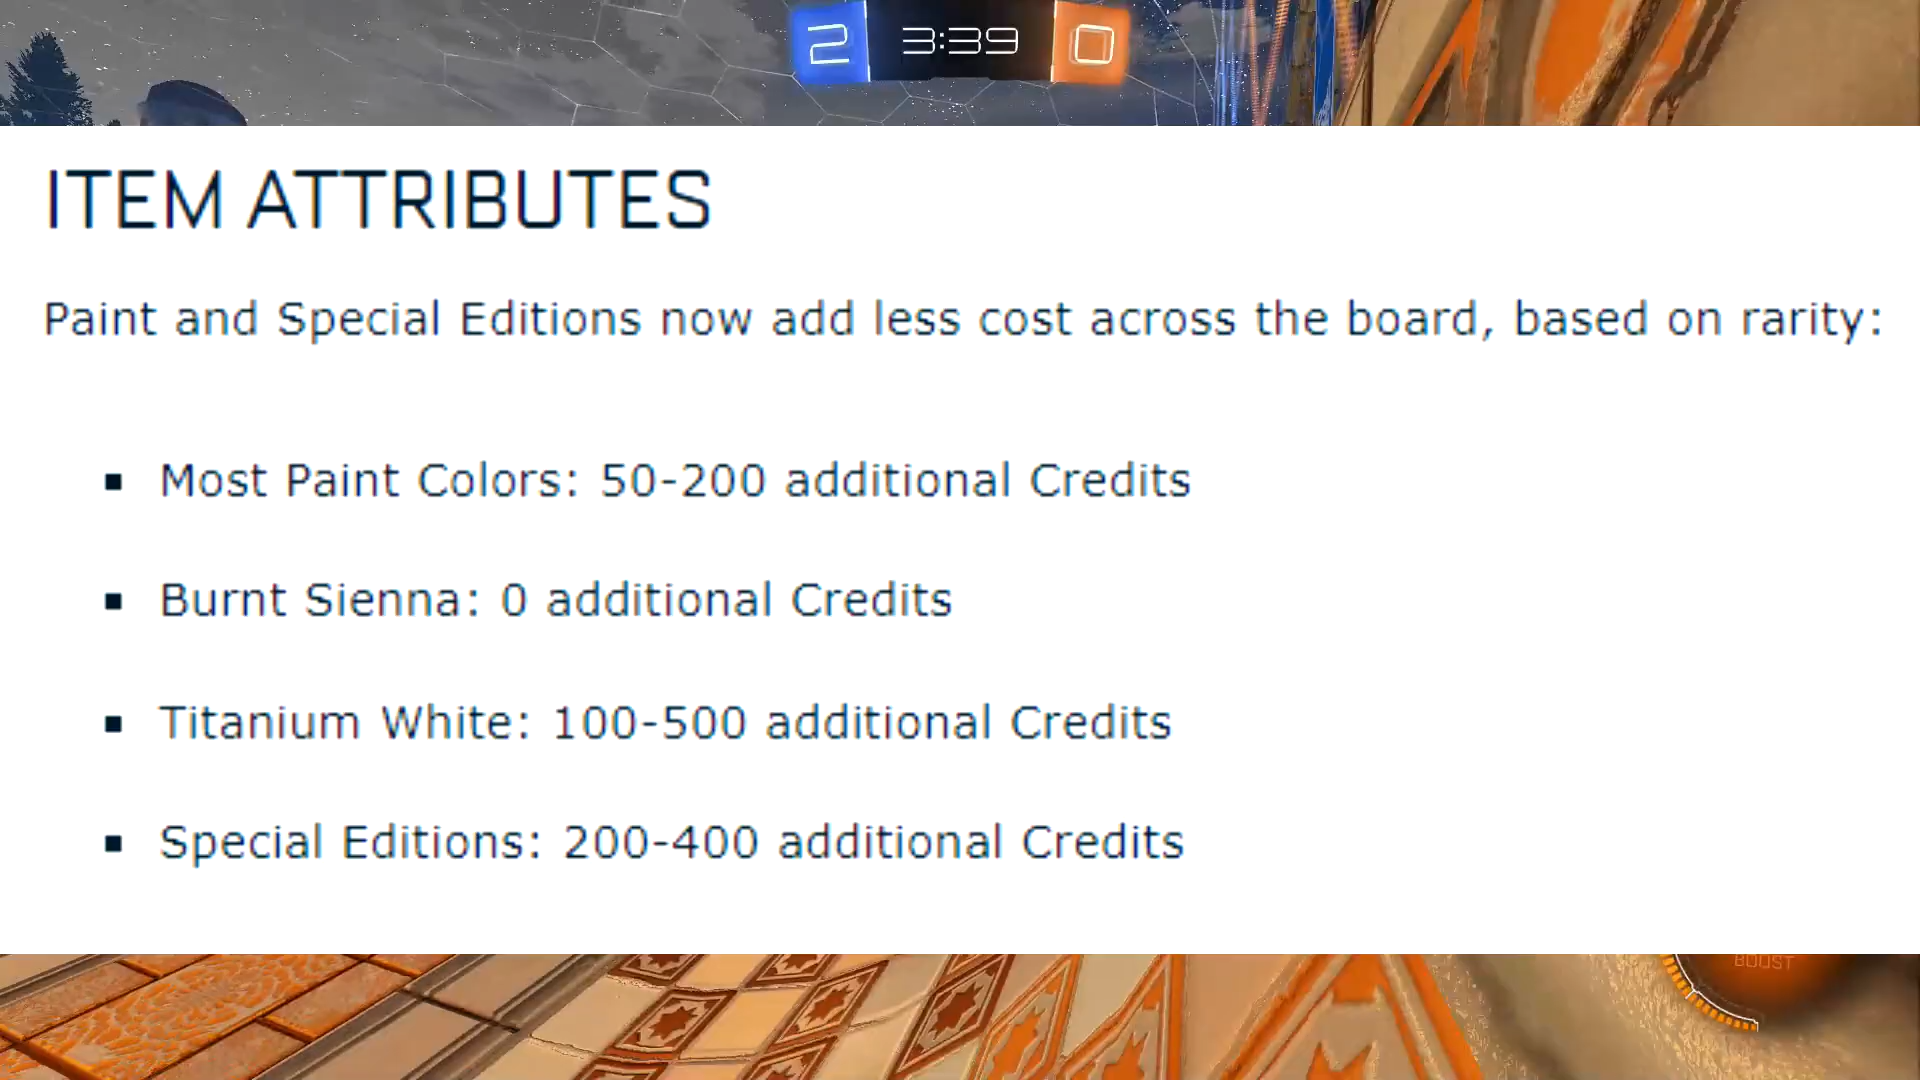 2 3:39 0
ITEM ATTRIBUTES
Paint and Special Editions now add less cost across the board, based on rarity:
▪ Most Paint Colors: 50-200 additional Credits
▪ Burnt Sienna: 0 additional Credits
▪ Titanium White: 100-500 additional Credits
▪ Special Editions: 200-400 additional Credits
BOOST